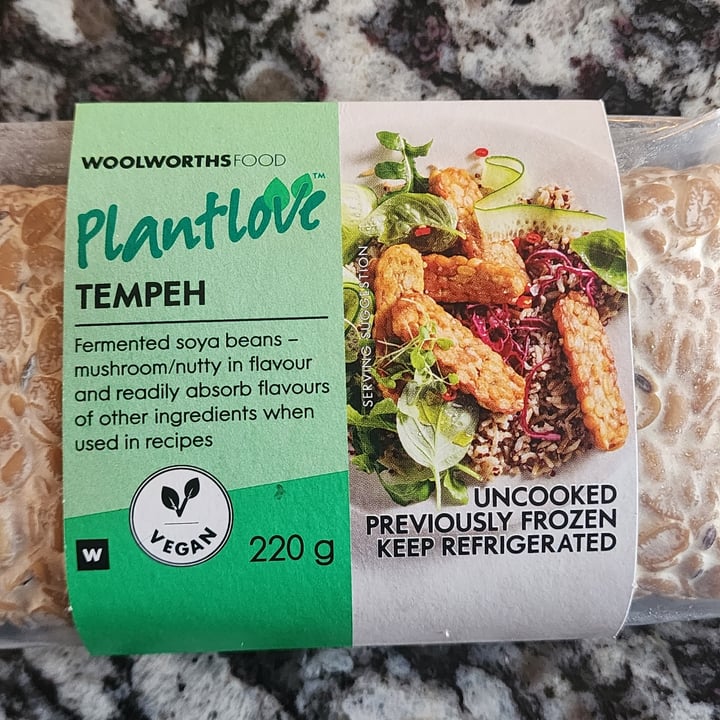 WOOLWORTHS FOOD
Plantlove™
TEMPEH
Fermented soya beans –
mushroom/nutty in flavour
and readily absorb flavours
of other ingredients when
used in recipes
VEGAN
W
220 g
SERVING SUGGESTION
UNCOOKED
PREVIOUSLY FROZEN
KEEP REFRIGERATED